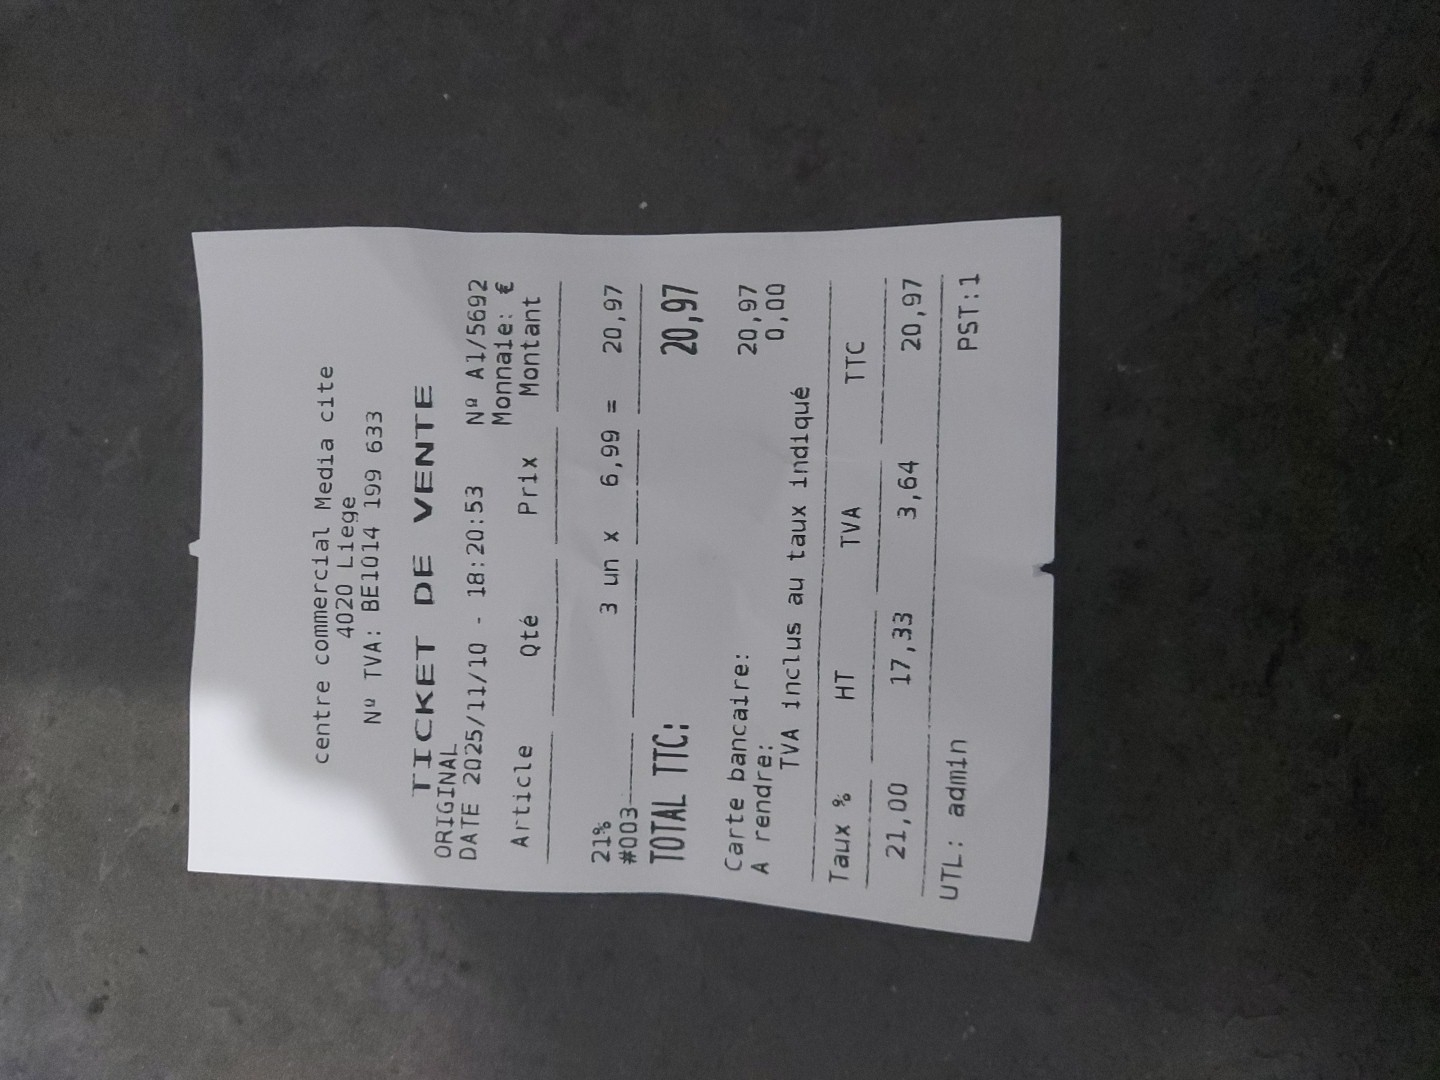 centre commercial Media cite
4020 Liege
Nº TVA: BE1014 199 633
TICKET DE VENTE
ORIGINAL
DATE 2025/11/10 - 18:20:53 Nº A1/5692
Monnaie: €
Article Qté Prix Montant
21% 3 un x 6,99 = 20,97
#003
TOTAL TTC: 20,97
Carte bancaire: 20,97
A rendre: 0,00
TVA inclus au taux indiqué
Taux % HT TVA TTC
21,00 17,33 3,64 20,97
UTL: admin PST:1